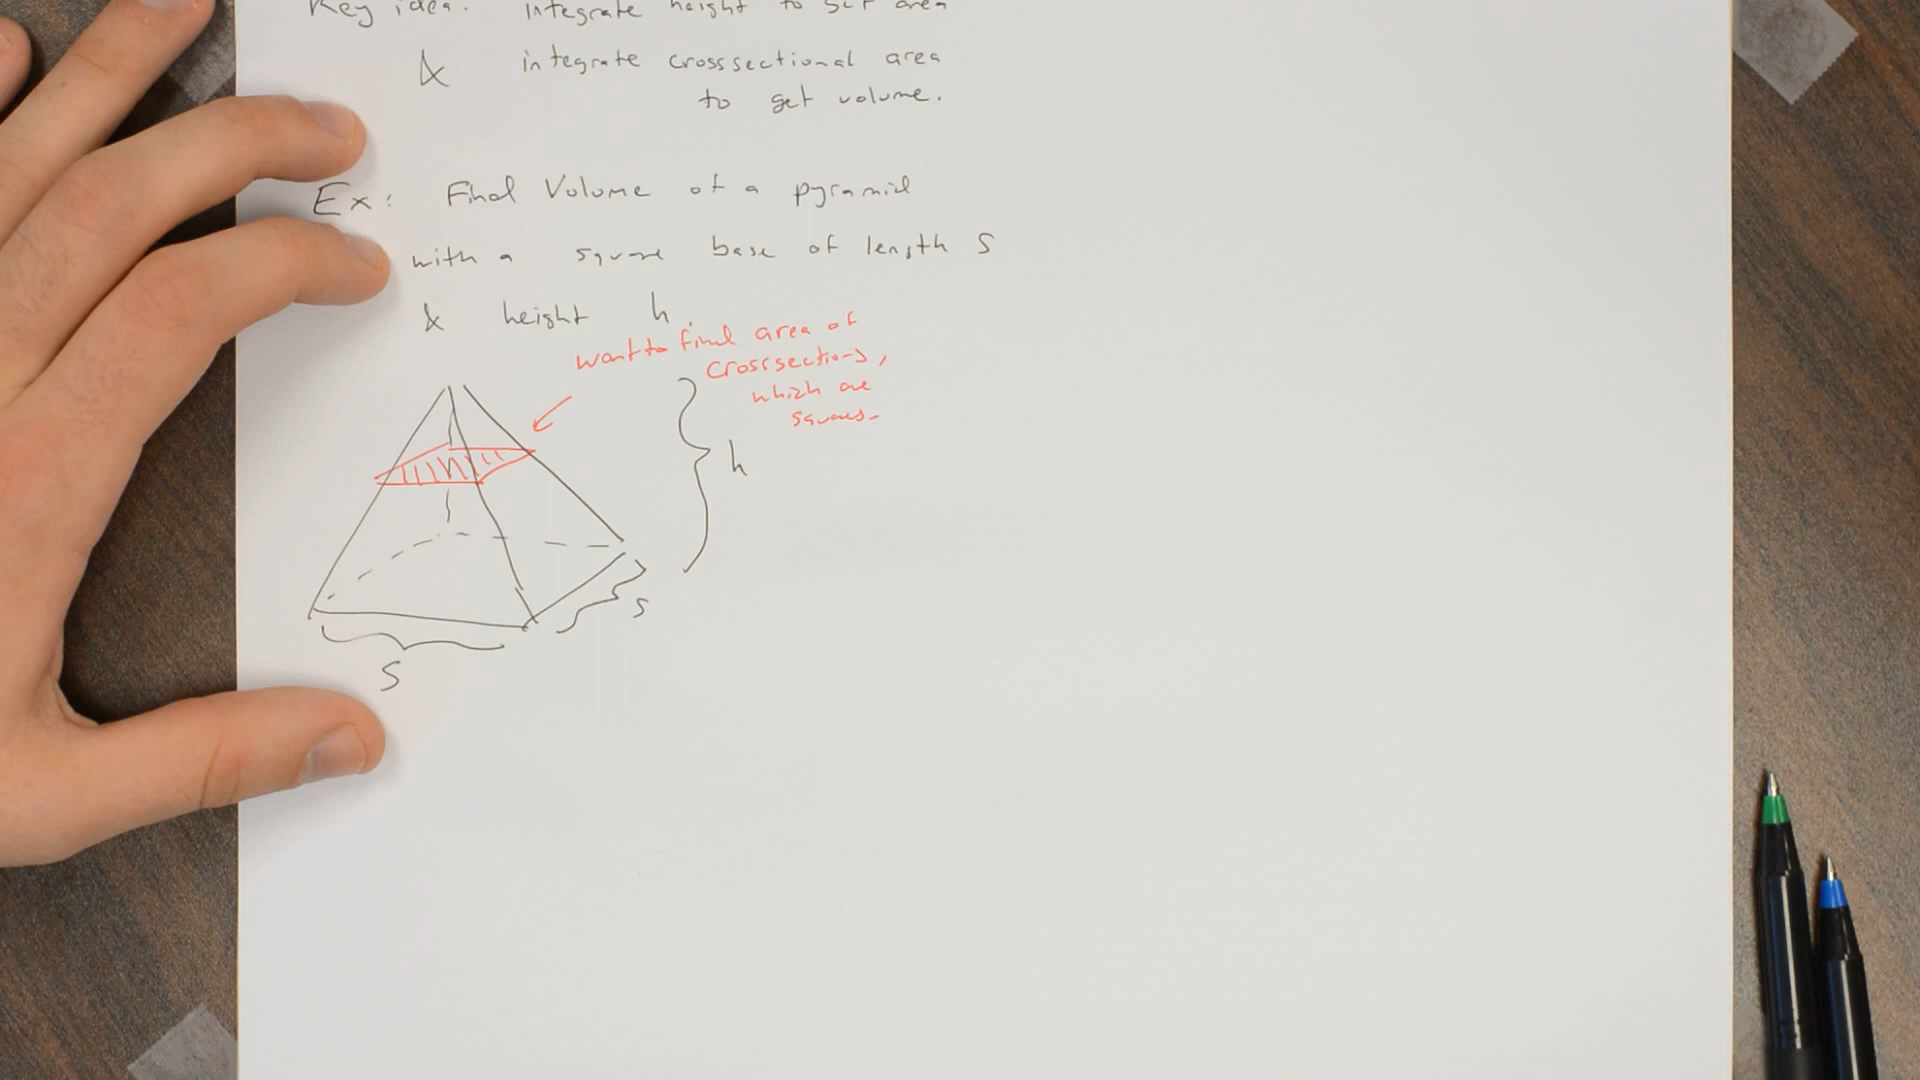 Key idea: integrate height to get area
& integrate crosssectional area
to get volume.
Ex: Find Volume of a pyramid
with a square base of length S
& height h
want to find area of
crosssections,
which are
squares
h
s
S